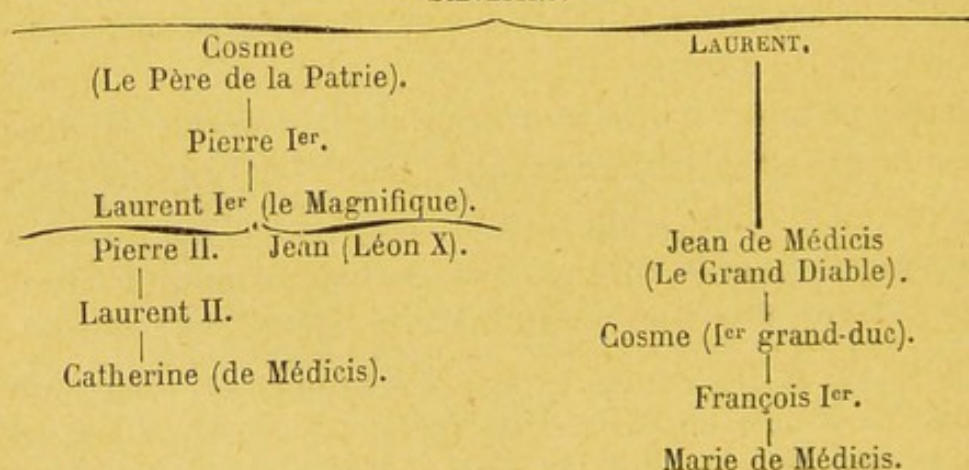 Cosme
(Le Père de la Patrie).
Pierre Ier.
Laurent Ier (le Magnifique).
Pierre II. Jean (Léon X).
Laurent II.
Catherine (de Médicis).
LAURENT.
Jean de Médicis
(Le Grand Diable).
Cosme (Ier grand-duc).
François Ier.
Marie de Médicis.